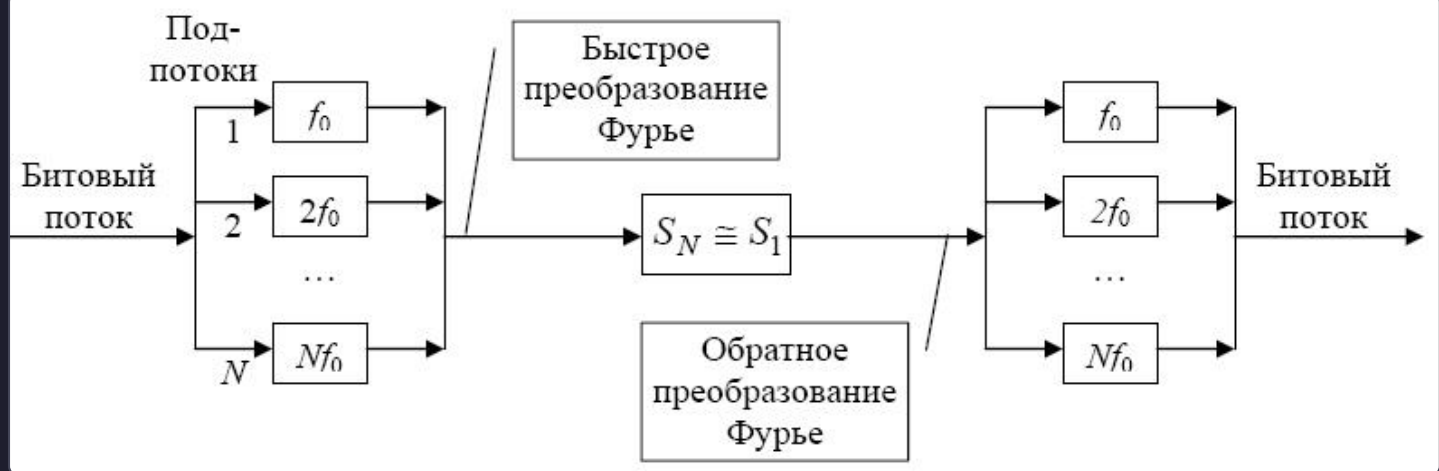 Под-
потоки
Битовый
поток
1
f₀
2
2f₀
…
N
Nf₀
Быстрое
преобразование
Фурье
S_N ≅ S₁
Обратное
преобразование
Фурье
f₀
2f₀
…
Nf₀
Битовый
поток